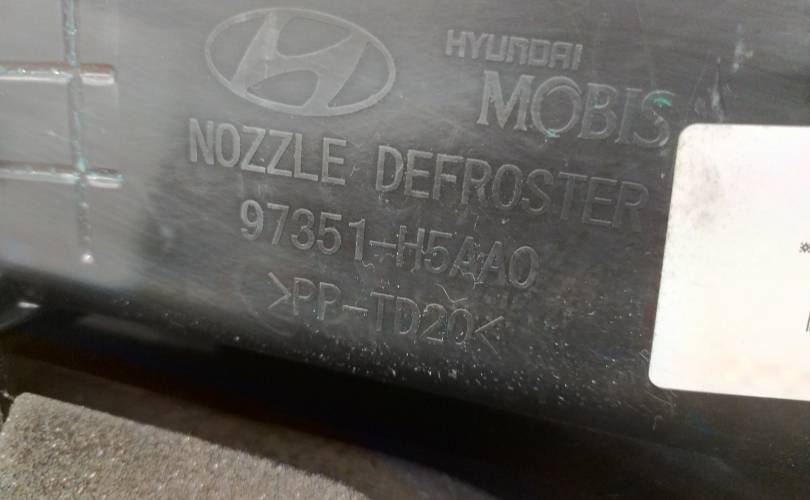 HYUNDAI
MOBIS
NOZZLE DEFROSTER
97351-H5AA0
>PP-TD20<